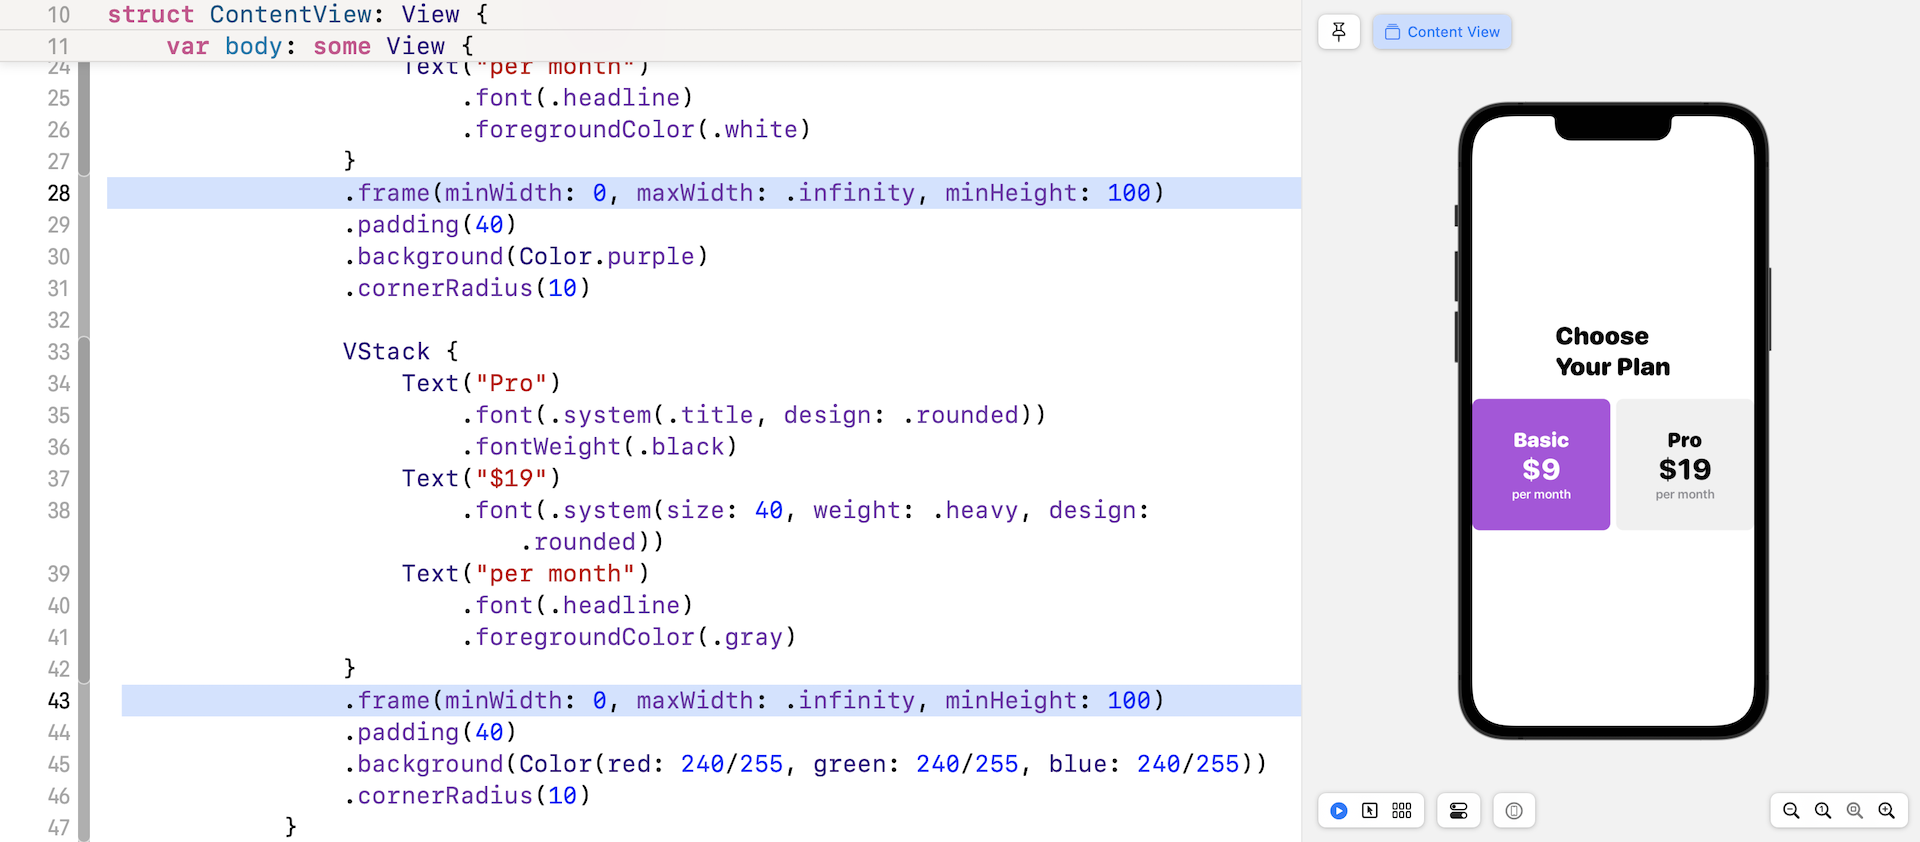 10 struct ContentView: View {
11 var body: some View {
24 Text("per month")
25 .font(.headline)
26 .foregroundColor(.white)
27 }
28 .frame(minWidth: 0, maxWidth: .infinity, minHeight: 100)
29 .padding(40)
30 .background(Color.purple)
31 .cornerRadius(10)
32
33 VStack {
34 Text("Pro")
35 .font(.system(.title, design: .rounded))
36 .fontWeight(.black)
37 Text("$19")
38 .font(.system(size: 40, weight: .heavy, design:
.rounded))
39 Text("per month")
40 .font(.headline)
41 .foregroundColor(.gray)
42 }
43 .frame(minWidth: 0, maxWidth: .infinity, minHeight: 100)
44 .padding(40)
45 .background(Color(red: 240/255, green: 240/255, blue: 240/255))
46 .cornerRadius(10)
47 }
Content View
Choose
Your Plan
Basic
$9
per month
Pro
$19
per month